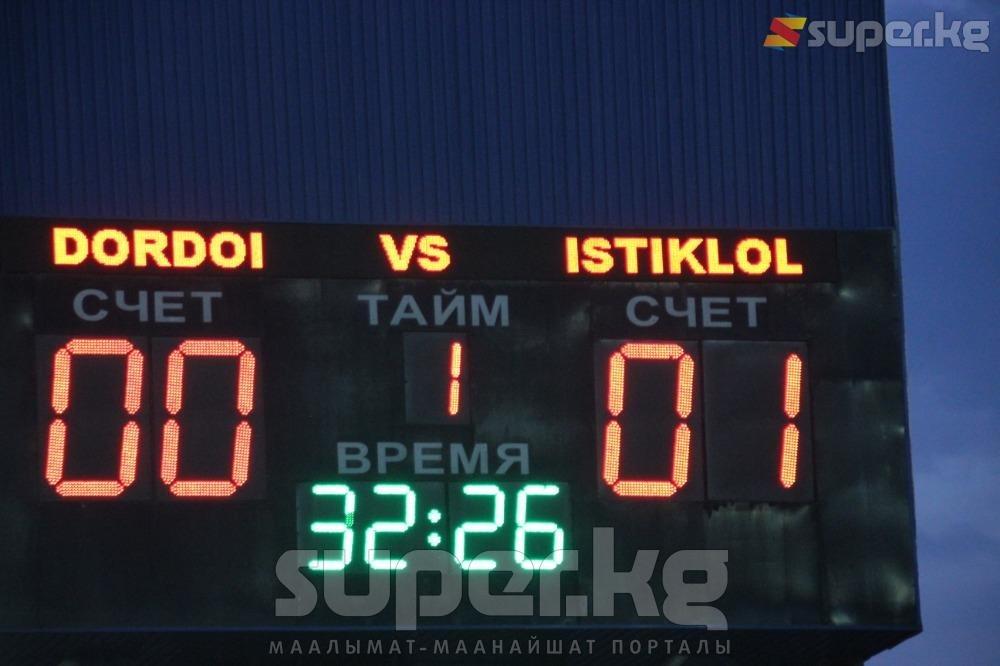 super.kg
DORDOI VS ISTIKLOL
СЧЕТ ТАЙМ СЧЕТ
00 1 01
ВРЕМЯ
32:26
super.kg
МААЛЫМАТ-МААНАЙШАТ ПОРТАЛЫ